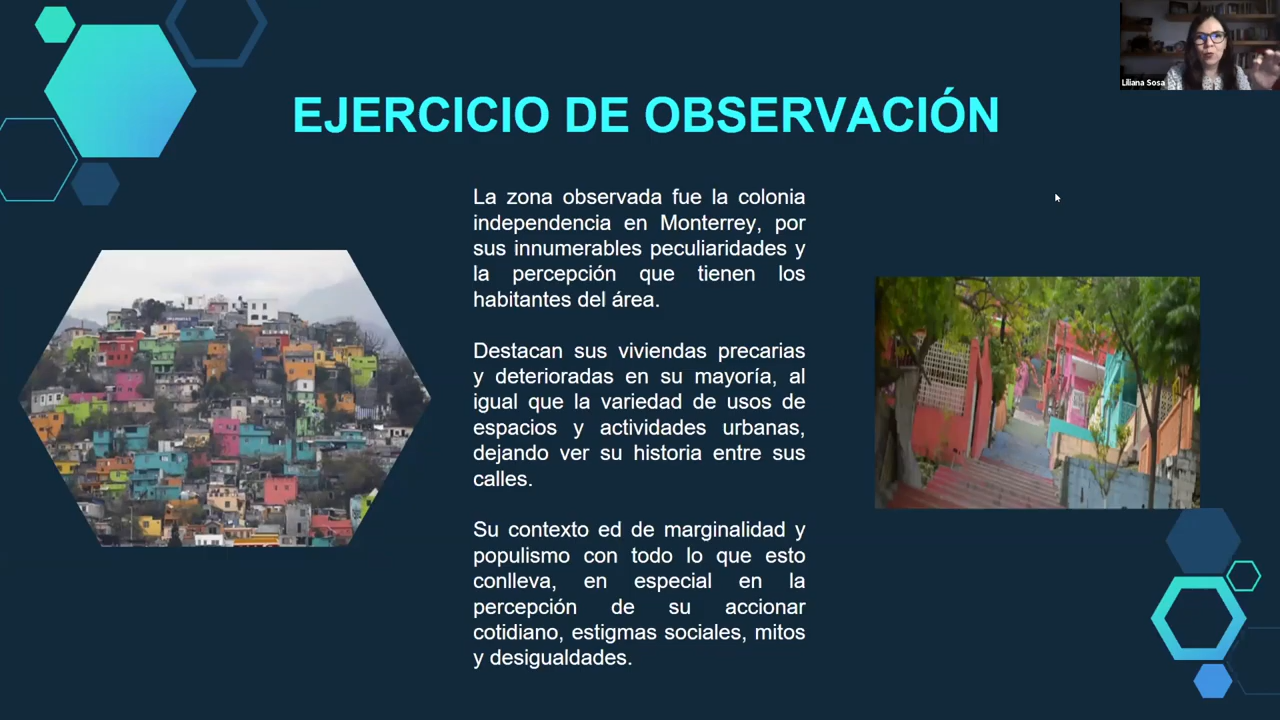 Liliana Sosa
EJERCICIO DE OBSERVACIÓN
La zona observada fue la colonia
independencia en Monterrey, por
sus innumerables peculiaridades y
la percepción que tienen los
habitantes del área.
Destacan sus viviendas precarias
y deterioradas en su mayoría, al
igual que la variedad de usos de
espacios y actividades urbanas,
dejando ver su historia entre sus
calles.
Su contexto ed de marginalidad y
populismo con todo lo que esto
conlleva, en especial en la
percepción de su accionar
cotidiano, estigmas sociales, mitos
y desigualdades.